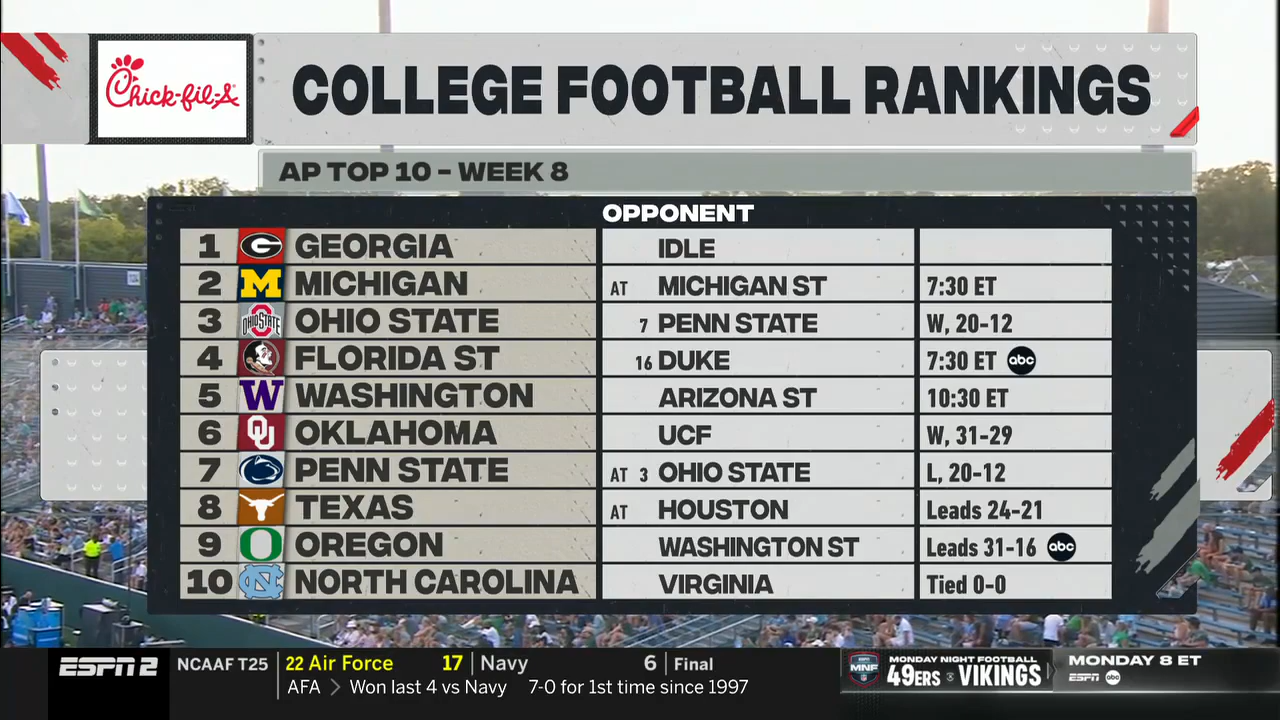 Chick-fil-A
COLLEGE FOOTBALL RANKINGS
AP TOP 10 – WEEK 8
OPPONENT
1 G GEORGIA IDLE
2 M MICHIGAN AT MICHIGAN ST 7:30 ET
3 OHIO STATE OHIO STATE 7 PENN STATE W, 20-12
4 FLORIDA ST 16 DUKE 7:30 ET abc
5 W WASHINGTON ARIZONA ST 10:30 ET
6 OU OKLAHOMA UCF W, 31-29
7 PENN STATE AT 3 OHIO STATE L, 20-12
8 TEXAS AT HOUSTON Leads 24-21
9 O OREGON WASHINGTON ST Leads 31-16 abc
10 NC NORTH CAROLINA VIRGINIA Tied 0-0
ESPN2 NCAAF T25 22 Air Force 17 Navy 6 Final
AFA > Won last 4 vs Navy 7-0 for 1st time since 1997
MNF MONDAY NIGHT FOOTBALL
49ERS VIKINGS
MONDAY 8 ET
ESPN abc